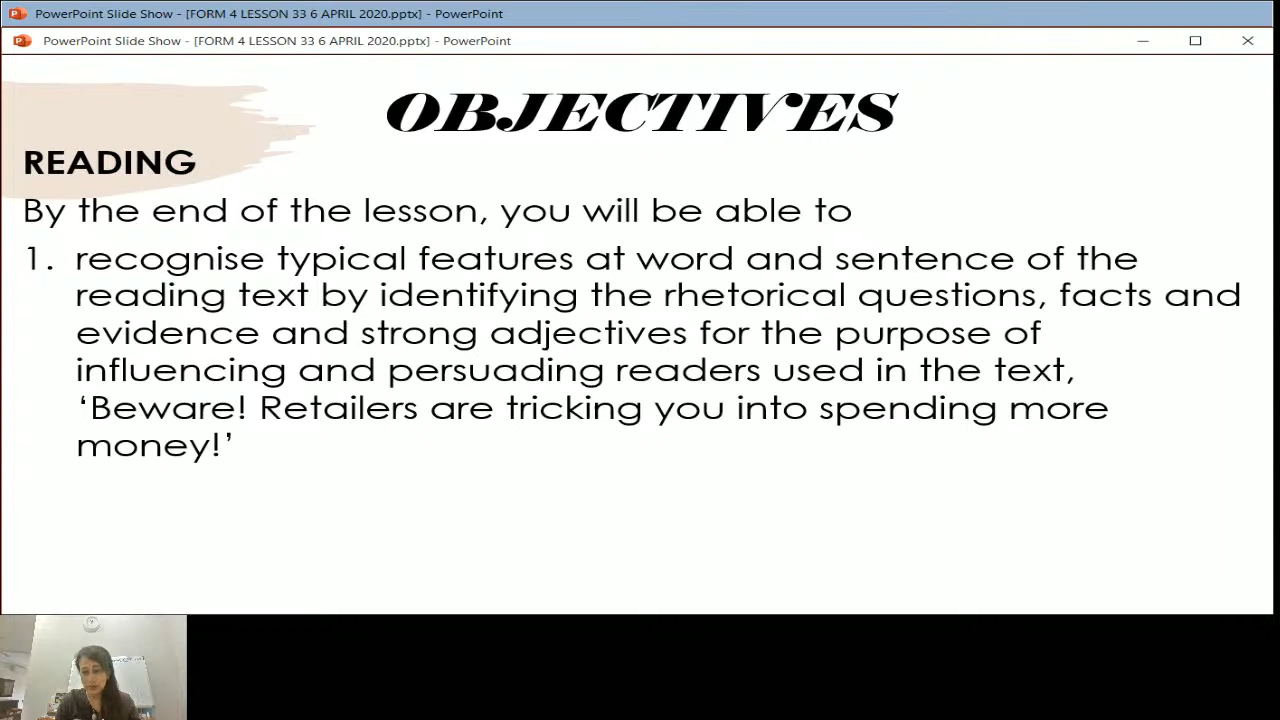 PowerPoint Slide Show - [FORM 4 LESSON 33 6 APRIL 2020.pptx] - PowerPoint
PowerPoint Slide Show - [FORM 4 LESSON 33 6 APRIL 2020.pptx] - PowerPoint
OBJECTIVES
READING
By the end of the lesson, you will be able to
1. recognise typical features at word and sentence of the
reading text by identifying the rhetorical questions, facts and
evidence and strong adjectives for the purpose of
influencing and persuading readers used in the text,
‘Beware! Retailers are tricking you into spending more
money!’